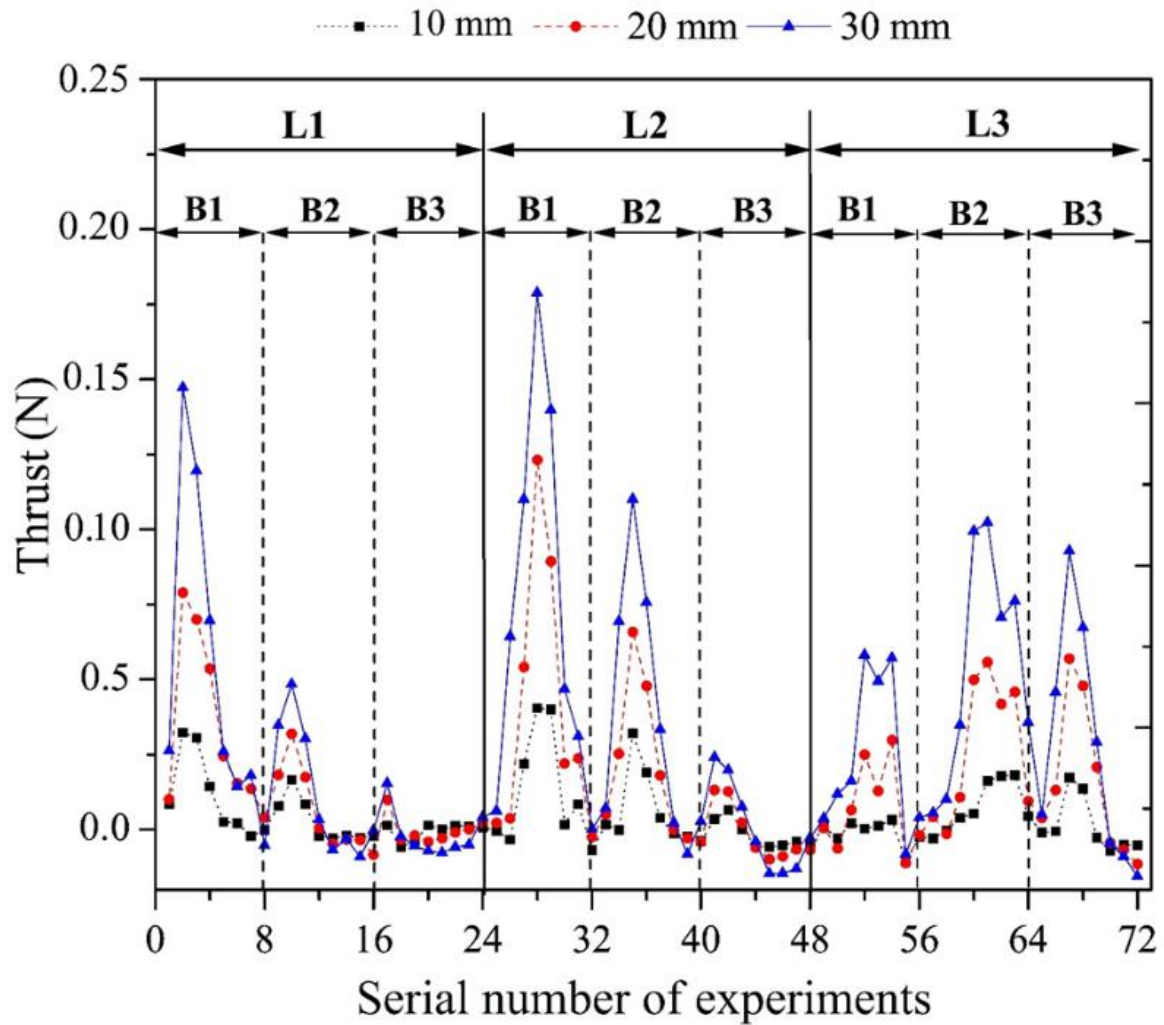 10 mm 20 mm 30 mm
0.25
L1 L2 L3
B1 B2 B3 B1 B2 B3 B1 B2 B3
0.20
0.15
0.10
0.5
0.0
Thrust (N)
0 8 16 24 32 40 48 56 64 72
Serial number of experiments